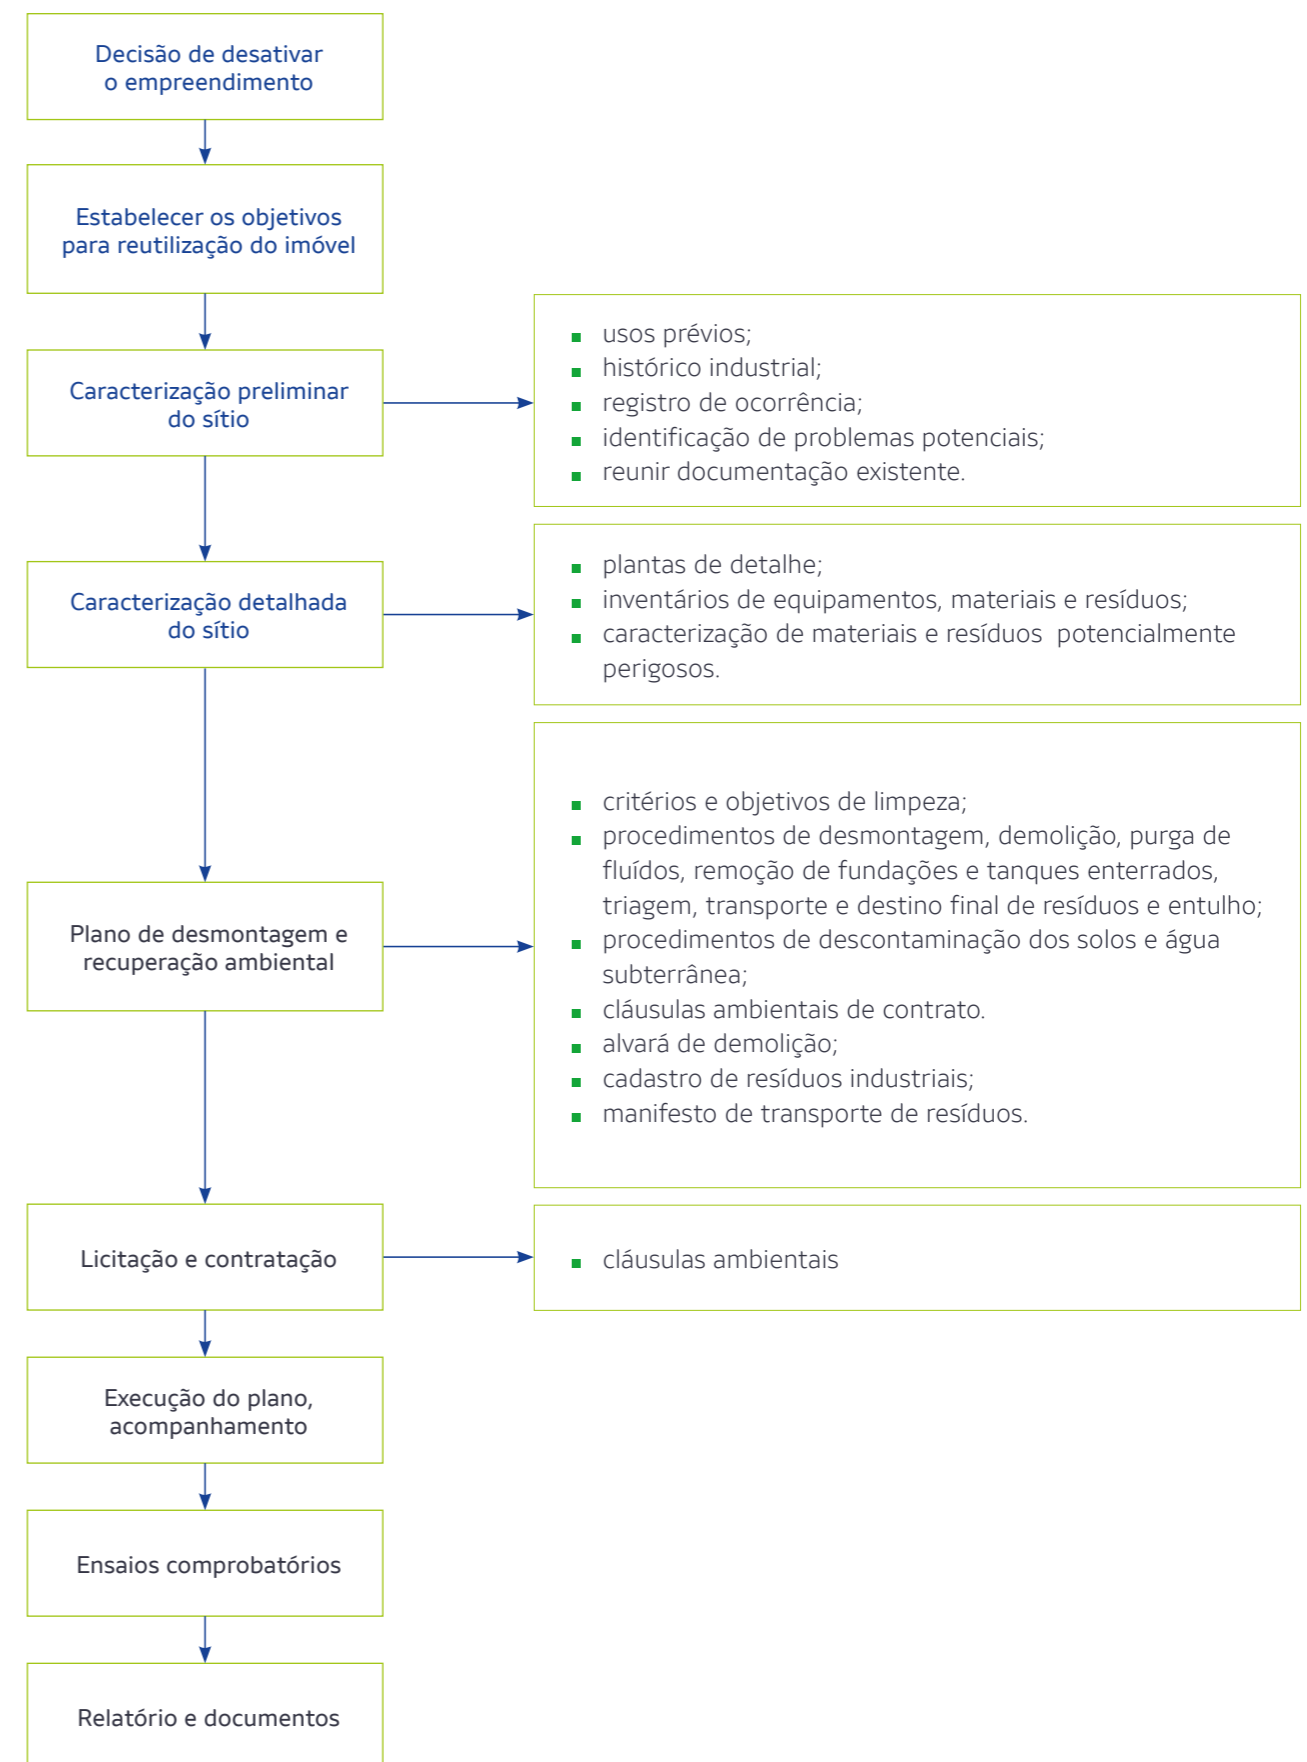 Decisão de desativar
o empreendimento
Estabelecer os objetivos
para reutilização do imóvel
Caracterização preliminar
do sítio
usos prévios;
histórico industrial;
registro de ocorrência;
identificação de problemas potenciais;
reunir documentação existente.
Caracterização detalhada
do sítio
plantas de detalhe;
inventários de equipamentos, materiais e resíduos;
caracterização de materiais e resíduos potencialmente
perigosos.
Plano de desmontagem e
recuperação ambiental
critérios e objetivos de limpeza;
procedimentos de desmontagem, demolição, purga de
fluídos, remoção de fundações e tanques enterrados,
triagem, transporte e destino final de resíduos e entulho;
procedimentos de descontaminação dos solos e água
subterrânea;
cláusulas ambientais de contrato.
alvará de demolição;
cadastro de resíduos industriais;
manifesto de transporte de resíduos.
Licitação e contratação
cláusulas ambientais
Execução do plano,
acompanhamento
Ensaios comprobatórios
Relatório e documentos